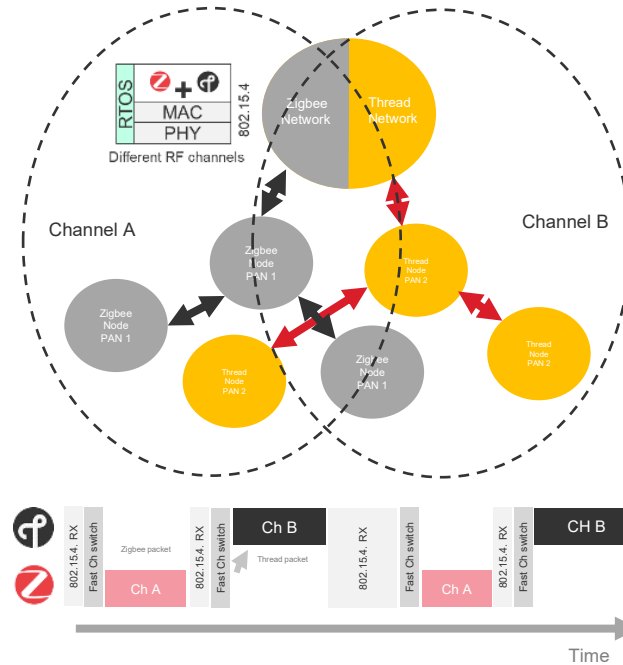 RTOS
+
MAC
PHY
802.15.4
Different RF channels
Zigbee
Network
Thread
Network
Channel A
Channel B
Zigbee
Node
PAN 1
Thread
Node
PAN 2
Zigbee
Node
PAN 1
Thread
Node
PAN 2
Zigbee
Node
PAN 1
Thread
Node
PAN 2
802.15.4. RX
Fast Ch switch
Zigbee packet
Ch A
802.15.4. RX
Fast Ch switch
Ch B
Thread packet
802.15.4. RX
Fast Ch switch
Ch A
802.15.4. RX
Fast Ch switch
CH B
Time